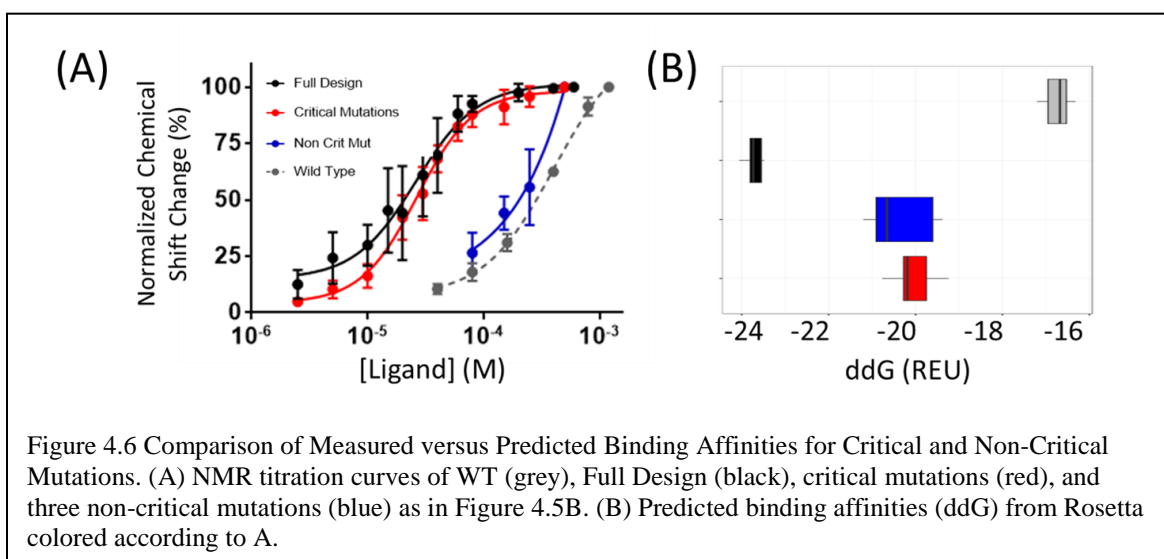 (A)
Normalized Chemical
Shift Change (%)
100
75
50
25
0
Full Design
Critical Mutations
Non Crit Mut
Wild Type
10-6
10-5
10-4
10-3
[Ligand] (M)
(B)
-24
-20
-18
-16
ddG (REU)
Figure 4.6 Comparison of Measured versus Predicted Binding Affinities for Critical and Non-Critical
Mutations. (A) NMR titration curves of WT (grey), Full Design (black), critical mutations (red), and
three non-critical mutations (blue) as in Figure 4.5B. (B) Predicted binding affinities (ddG) from Rosetta
colored according to A.